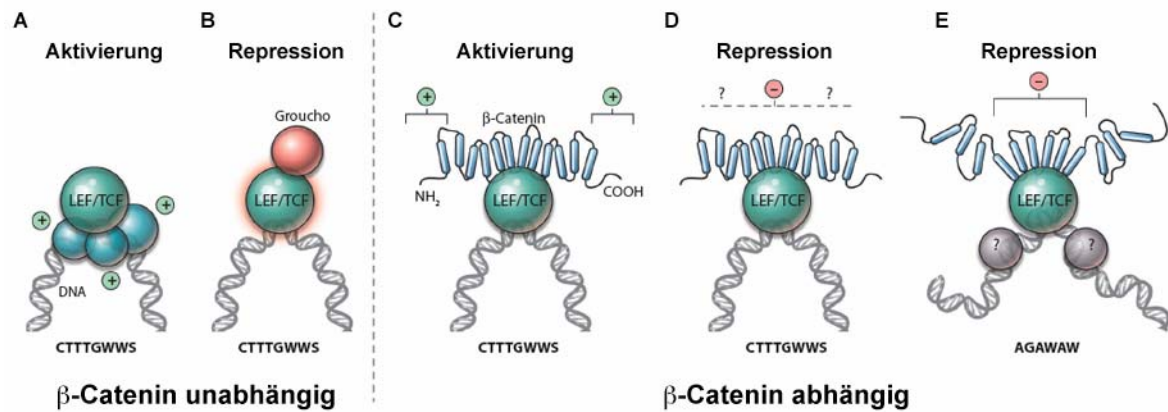 A
Aktivierung
B
Repression
C
Aktivierung
D
Repression
E
Repression
+
+
? − ?
−
Groucho
β-Catenin
LEF/TCF
+
+
+
DNA
LEF/TCF
NH₂
LEF/TCF
COOH
LEF/TCF
LEF/TCF
?
?
CTTTGWWS
CTTTGWWS
CTTTGWWS
CTTTGWWS
AGAWAW
β-Catenin unabhängig
β-Catenin abhängig